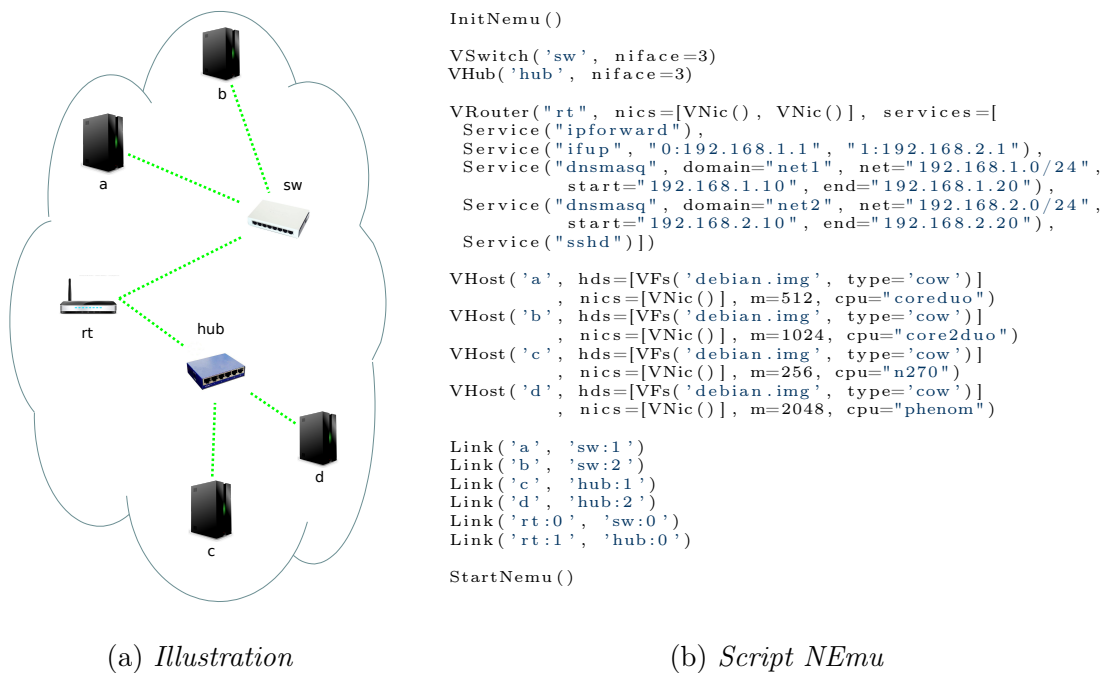 b
a
sw
rt
hub
d
c
(a) Illustration
InitNemu()
VSwitch('sw', niface=3)
VHub('hub', niface=3)
VRouter("rt", nics=[VNic(), VNic()], services=[
Service("ipforward"),
Service("ifup", "0:192.168.1.1", "1:192.168.2.1"),
Service("dnsmasq", domain="net1", net="192.168.1.0/24",
start="192.168.1.10", end="192.168.1.20"),
Service("dnsmasq", domain="net2", net="192.168.2.0/24",
start="192.168.2.10", end="192.168.2.20"),
Service("sshd")])
VHost('a', hds=[VFs('debian.img', type='cow')]
, nics=[VNic()], m=512, cpu="coreduo")
VHost('b', hds=[VFs('debian.img', type='cow')]
, nics=[VNic()], m=1024, cpu="core2duo")
VHost('c', hds=[VFs('debian.img', type='cow')]
, nics=[VNic()], m=256, cpu="n270")
VHost('d', hds=[VFs('debian.img', type='cow')]
, nics=[VNic()], m=2048, cpu="phenom")
Link('a', 'sw:1')
Link('b', 'sw:2')
Link('c', 'hub:1')
Link('d', 'hub:2')
Link('rt:0', 'sw:0')
Link('rt:1', 'hub:0')
StartNemu()
(b) Script NEmu